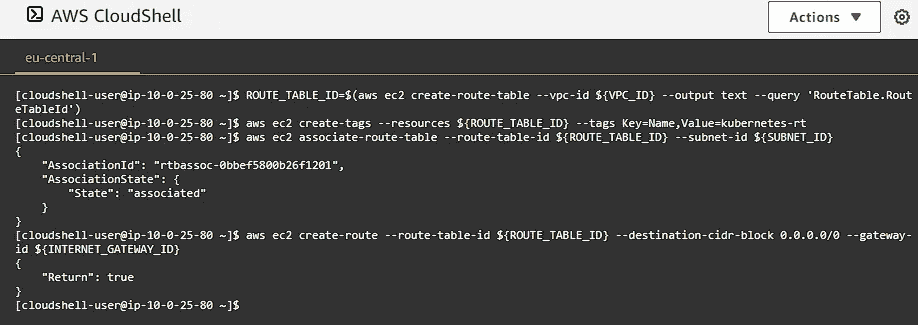 AWS CloudShell
Actions ▼
eu-central-1
[cloudshell-user@ip-10-0-25-80 ~]$ ROUTE_TABLE_ID=$(aws ec2 create-route-table --vpc-id ${VPC_ID} --output text --query 'RouteTable.Rout
eTableId')
[cloudshell-user@ip-10-0-25-80 ~]$ aws ec2 create-tags --resources ${ROUTE_TABLE_ID} --tags Key=Name,Value=kubernetes-rt
[cloudshell-user@ip-10-0-25-80 ~]$ aws ec2 associate-route-table --route-table-id ${ROUTE_TABLE_ID} --subnet-id ${SUBNET_ID}
{
    "AssociationId": "rtbassoc-0bbef5800b26f1201",
    "AssociationState": {
        "State": "associated"
    }
}
[cloudshell-user@ip-10-0-25-80 ~]$ aws ec2 create-route --route-table-id ${ROUTE_TABLE_ID} --destination-cidr-block 0.0.0.0/0 --gateway-
id ${INTERNET_GATEWAY_ID}
{
    "Return": true
}
[cloudshell-user@ip-10-0-25-80 ~]$